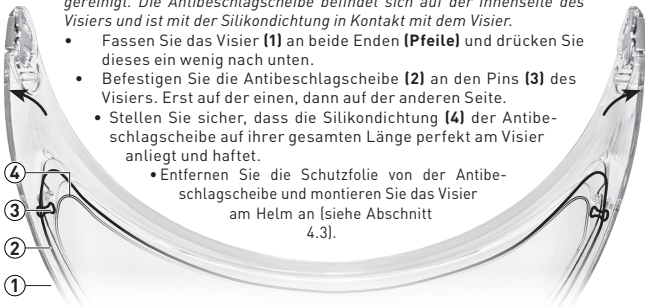 gereinigt. Die Antibeschlagscheibe befindet sich auf der Innenseite des
Visiers und ist mit der Silikondichtung in Kontakt mit dem Visier.
• Fassen Sie das Visier (1) an beide Enden (Pfeile) und drücken Sie
dieses ein wenig nach unten.
• Befestigen Sie die Antibeschlagscheibe (2) an den Pins (3) des
Visiers. Erst auf der einen, dann auf der anderen Seite.
• Stellen Sie sicher, dass die Silikondichtung (4) der Antibe-
schlagscheibe auf ihrer gesamten Länge perfekt am Visier
anliegt und haftet.
• Entfernen Sie die Schutzfolie von der Antibe-
schlagscheibe und montieren Sie das Visier
am Helm an (siehe Abschnitt
4.3).
4
3
2
1